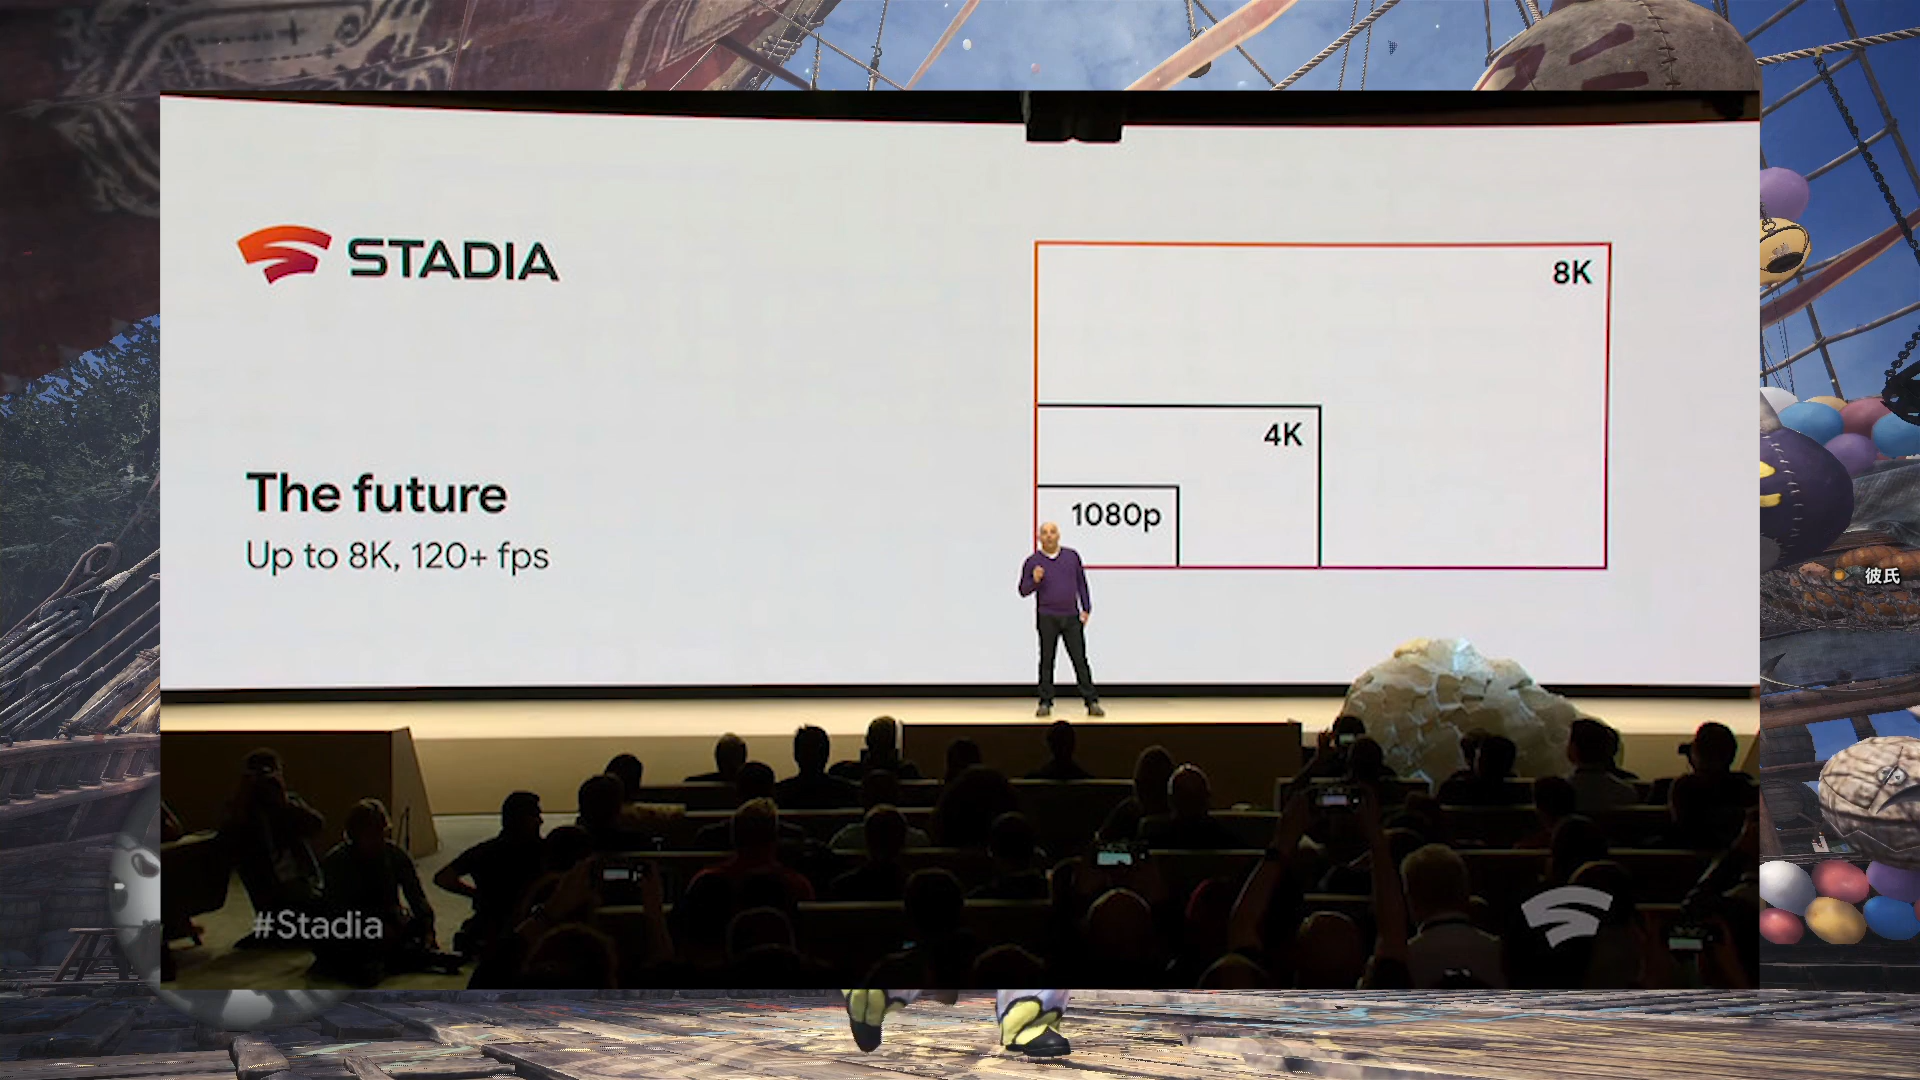 STADIA
The future
Up to 8K, 120+ fps
8K
4K
1080p
彼氏
#Stadia